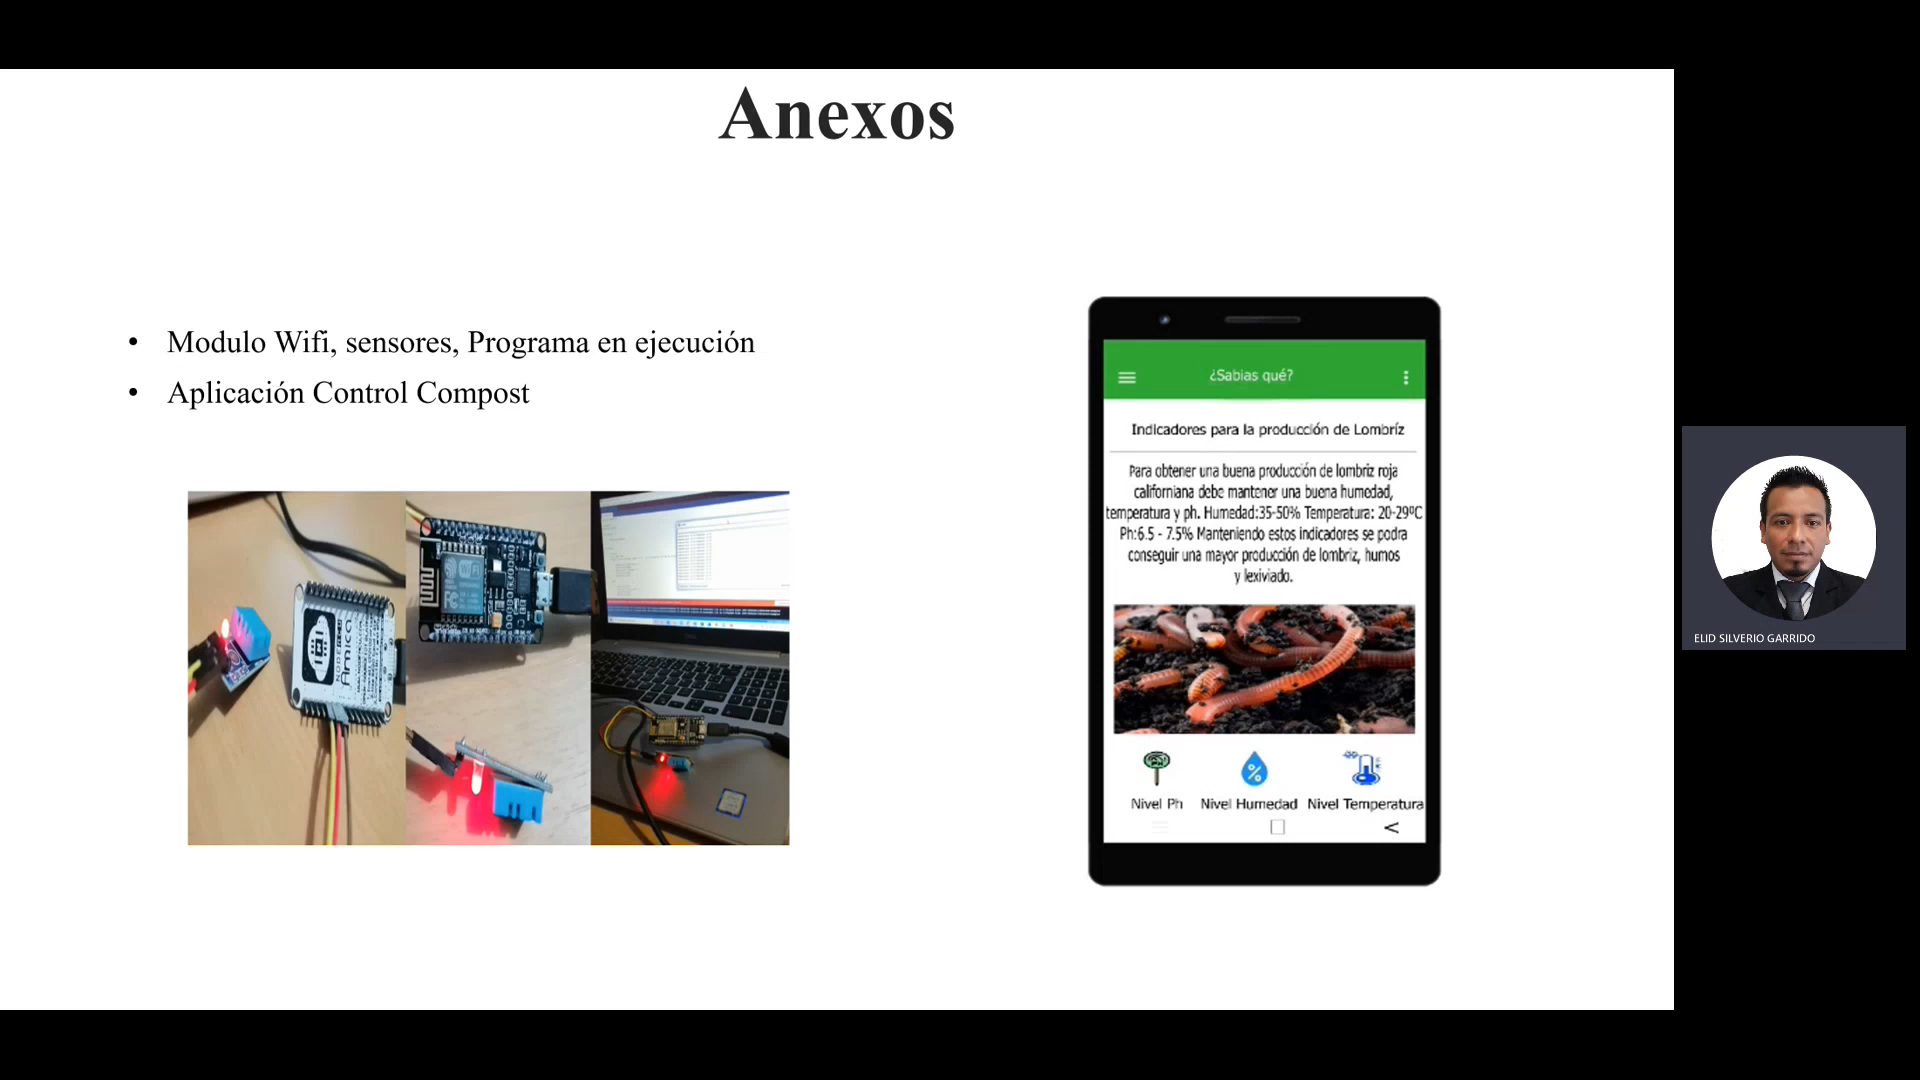 Anexos
• Modulo Wifi, sensores, Programa en ejecución
• Aplicación Control Compost
Amica
WiFi
¿Sabias qué?
Indicadores para la producción de Lombríz
Para obtener una buena producción de lombriz roja
californiana debe mantener una buena humedad,
temperatura y ph. Humedad:35-50% Temperatura: 20-29ºC
Ph:6.5 - 7.5% Manteniendo estos indicadores se podra
conseguir una mayor producción de lombriz, humos
y lexiviado.
Nivel Ph Nivel Humedad Nivel Temperatura
ELID SILVERIO GARRIDO